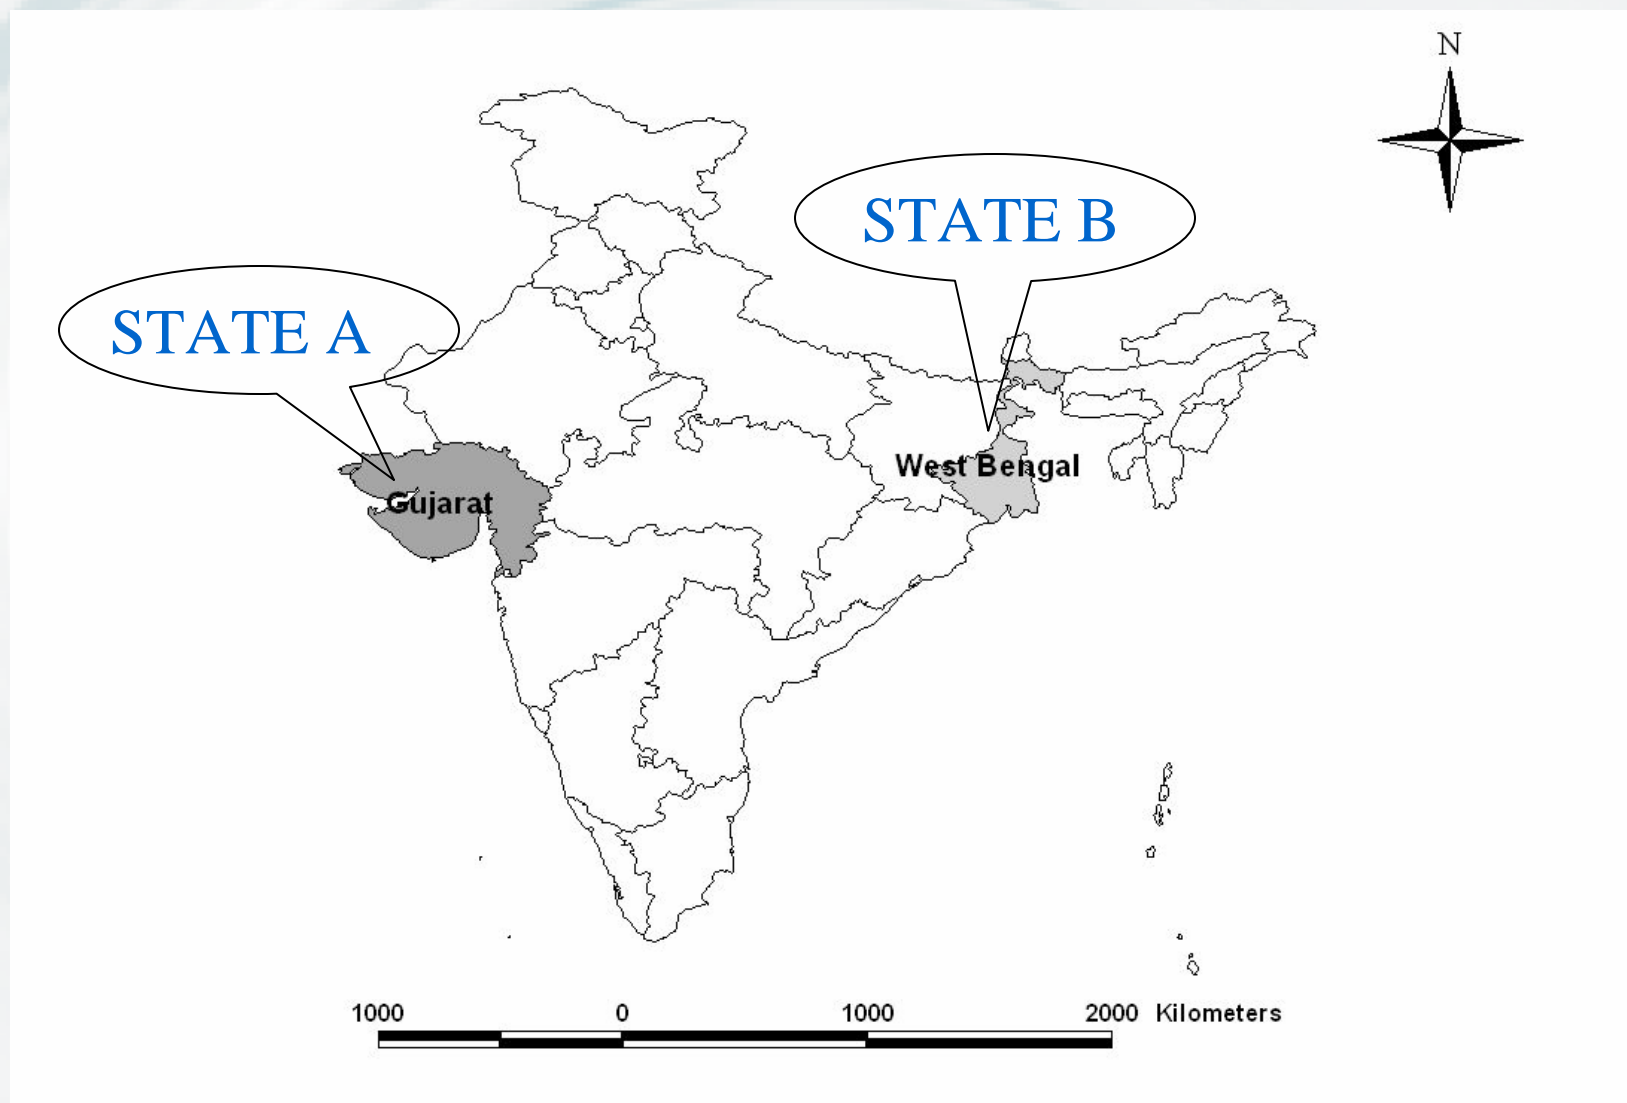 N
STATE B
STATE A
West Bengal
Gujarat
1000 0 1000 2000 Kilometers